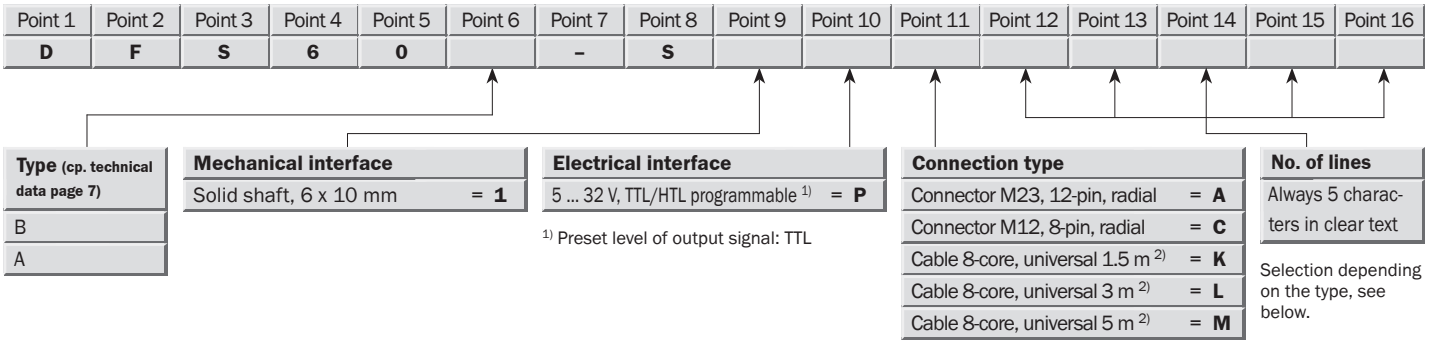 Point 1 Point 2 Point 3 Point 4 Point 5 Point 6 Point 7 Point 8 Point 9 Point 10 Point 11 Point 12 Point 13 Point 14 Point 15 Point 16
D F S 6 0 – S
Type (cp. technical
data page 7)
B
A
Mechanical interface
Solid shaft, 6 x 10 mm = 1
Electrical interface
5 ... 32 V, TTL/HTL programmable 1) = P
1) Preset level of output signal: TTL
Connection type
Connector M23, 12-pin, radial = A
Connector M12, 8-pin, radial = C
Cable 8-core, universal 1.5 m 2) = K
Cable 8-core, universal 3 m 2) = L
Cable 8-core, universal 5 m 2) = M
No. of lines
Always 5 charac-
ters in clear text
Selection depending
on the type, see
below.